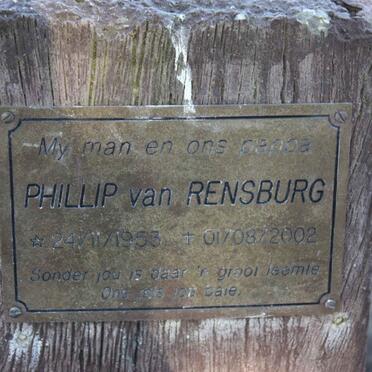 My man en ons pappa
PHILLIP van RENSBURG
☆ 24/11/1953 + 01/08/2002
Sonder jou is daar 'n groot leemte
Ons mis jou baie.